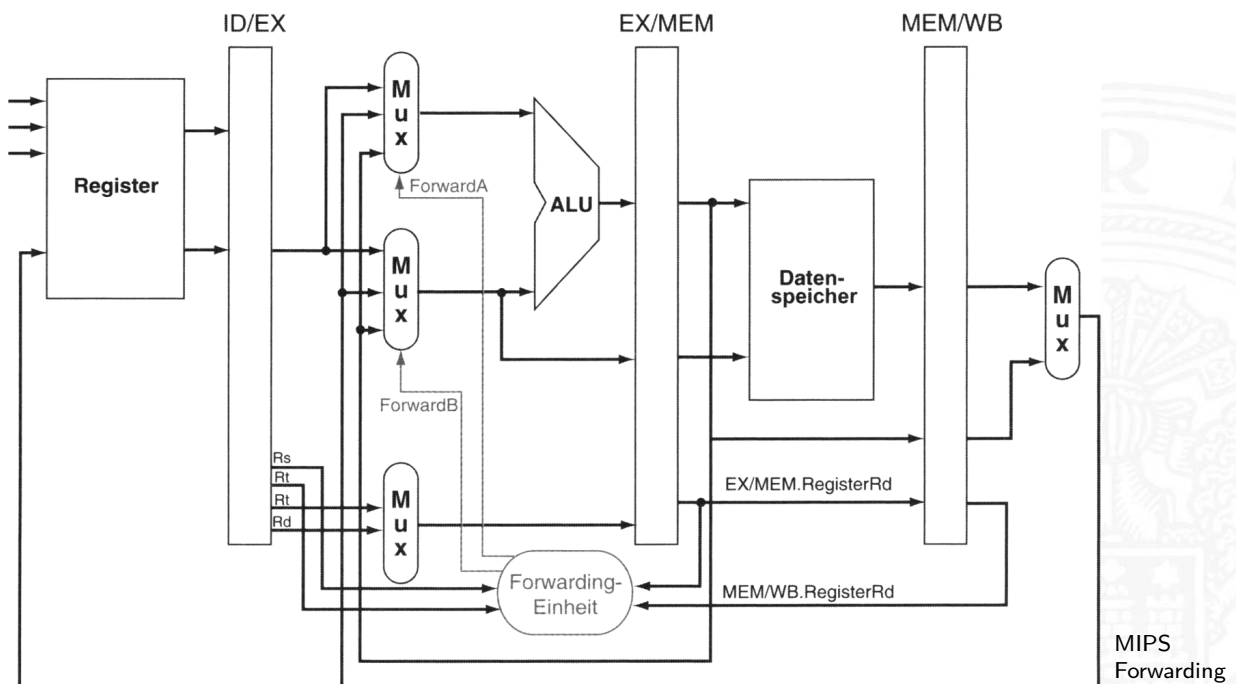 ID/EX
EX/MEM
MEM/WB
Mux
Register
ForwardA
ALU
Mux
Daten-
speicher
Mux
ForwardB
Rs
Rt
Rt
Rd
Mux
EX/MEM.RegisterRd
Forwarding-
Einheit
MEM/WB.RegisterRd
MIPS
Forwarding